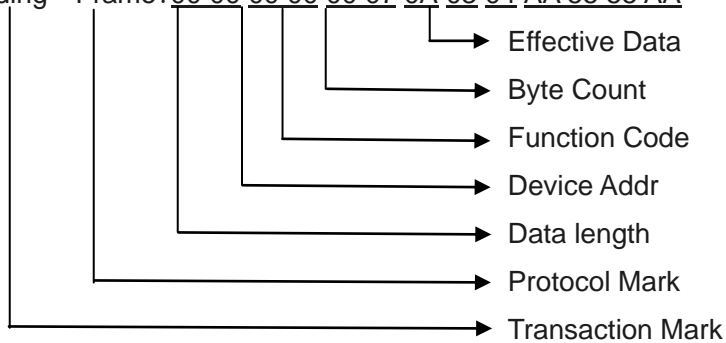 Effective Data
Byte Count
Function Code
Device Addr
Data length
Protocol Mark
Transaction Mark